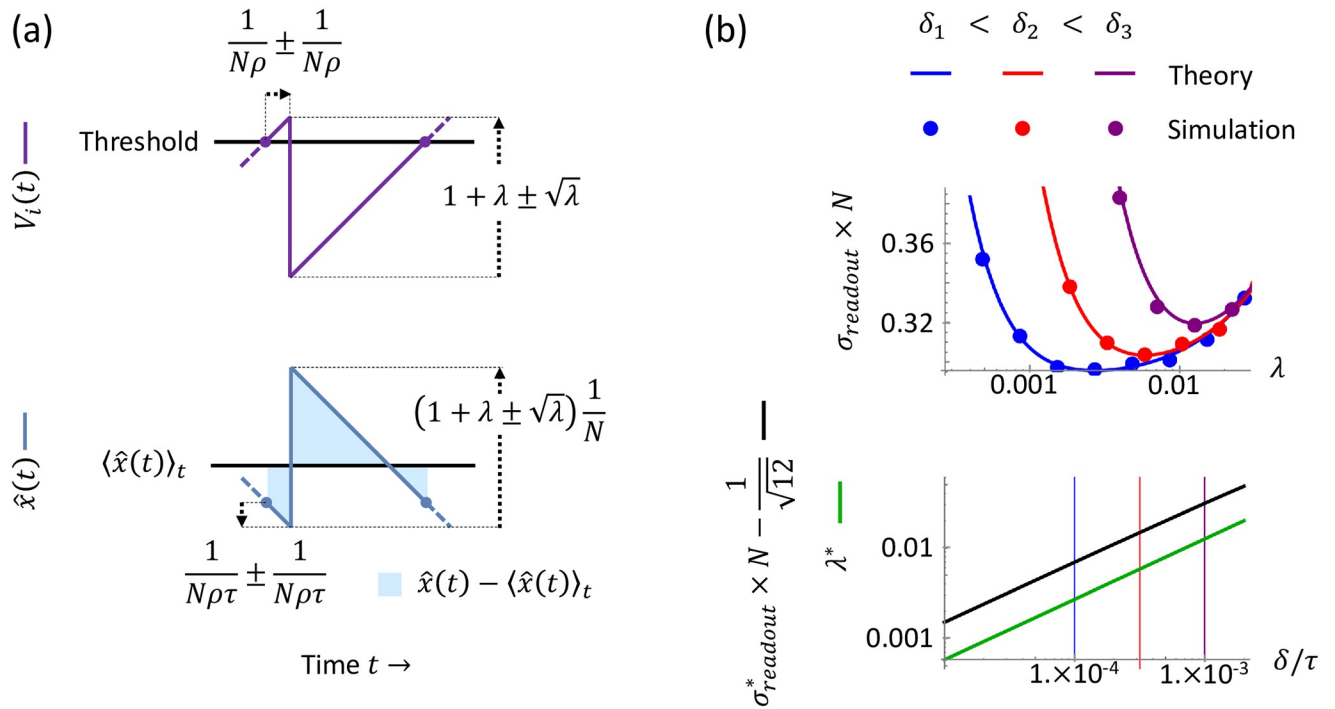 (a)
1/(Nρ) ± 1/(Nρ)
Threshold
V_i(t)
1 + λ ± √λ
(1 + λ ± √λ) 1/N
⟨x̂(t)⟩_t
x̂(t)
1/(Nρτ) ± 1/(Nρτ)
x̂(t) − ⟨x̂(t)⟩_t
Time t →
(b)
δ_1 < δ_2 < δ_3
Theory
Simulation
σ_readout × N
0.36
0.32
0.001
0.01
λ
σ*_readout × N − 1/√12
λ*
0.01
0.001
1.×10^-4
1.×10^-3
δ/τ